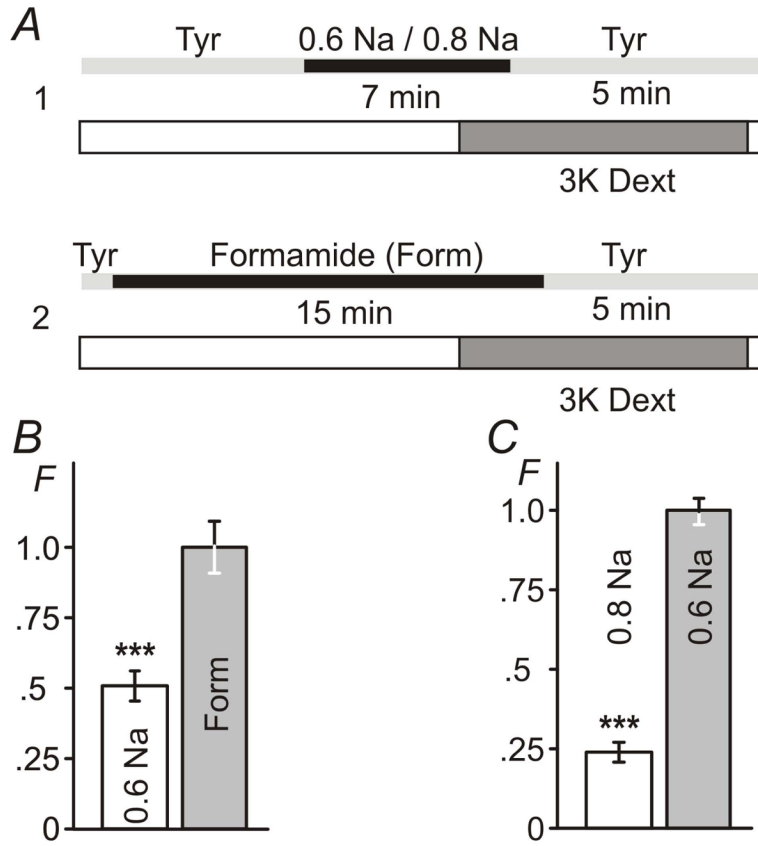 A
Tyr 0.6 Na / 0.8 Na Tyr
1
7 min 5 min
3K Dext
Tyr Formamide (Form) Tyr
2
15 min 5 min
3K Dext
B
F
1.0
.75
.5
.25
0
***
0.6 Na
Form
C
F
1.0
.75
.5
.25
0
0.8 Na
***
0.6 Na